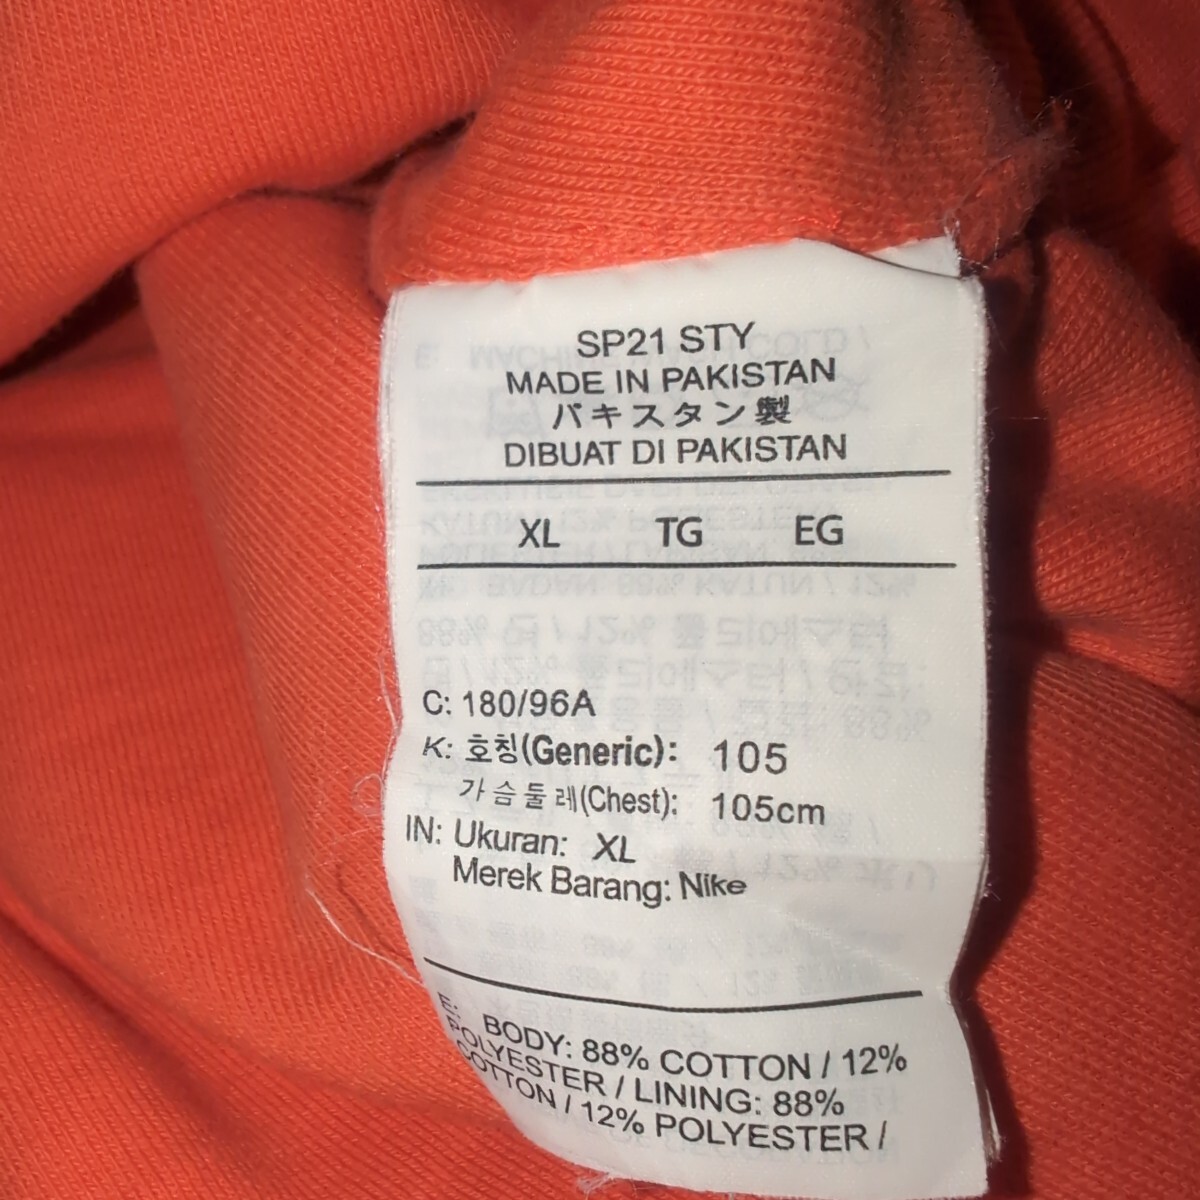 SP21 STY
MADE IN PAKISTAN
パキスタン製
DIBUAT DI PAKISTAN
XL TG EG
C: 180/96A
K: 호칭(Generic): 105
가슴둘레(Chest): 105cm
IN: Ukuran: XL
Merek Barang: Nike
E: BODY: 88% COTTON / 12%
POLYESTER / LINING: 88%
COTTON / 12% POLYESTER /